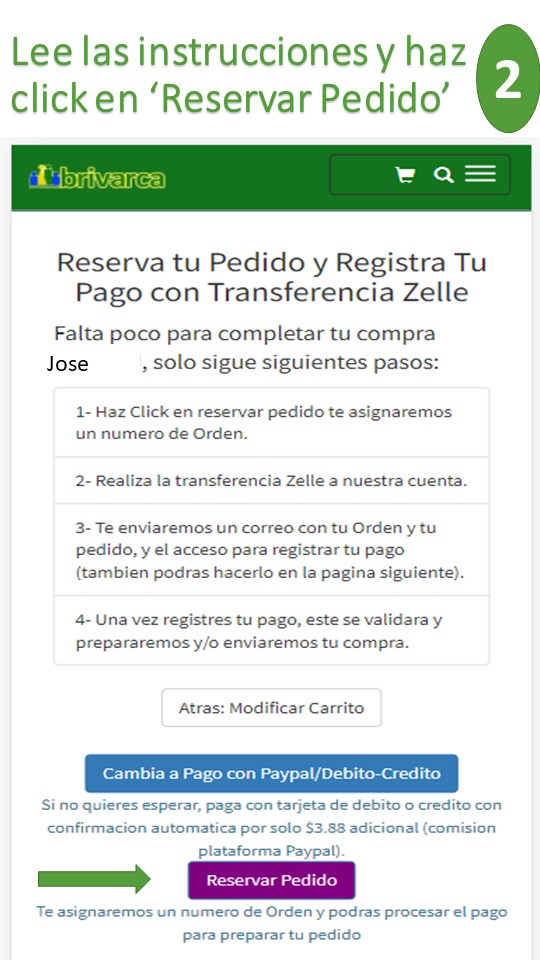 Lee las instrucciones y haz
click en ‘Reservar Pedido’
2
brivarca
Reserva tu Pedido y Registra Tu
Pago con Transferencia Zelle
Falta poco para completar tu compra
Jose , solo sigue siguientes pasos:
1- Haz Click en reservar pedido te asignaremos
un numero de Orden.
2- Realiza la transferencia Zelle a nuestra cuenta.
3- Te enviaremos un correo con tu Orden y tu
pedido, y el acceso para registrar tu pago
(tambien podras hacerlo en la pagina siguiente).
4- Una vez registres tu pago, este se validara y
prepararemos y/o enviaremos tu compra.
Atras: Modificar Carrito
Cambia a Pago con Paypal/Debito-Credito
Si no quieres esperar, paga con tarjeta de debito o credito con
confirmacion automatica por solo $3.88 adicional (comision
plataforma Paypal).
Reservar Pedido
Te asignaremos un numero de Orden y podras procesar el pago
para preparar tu pedido